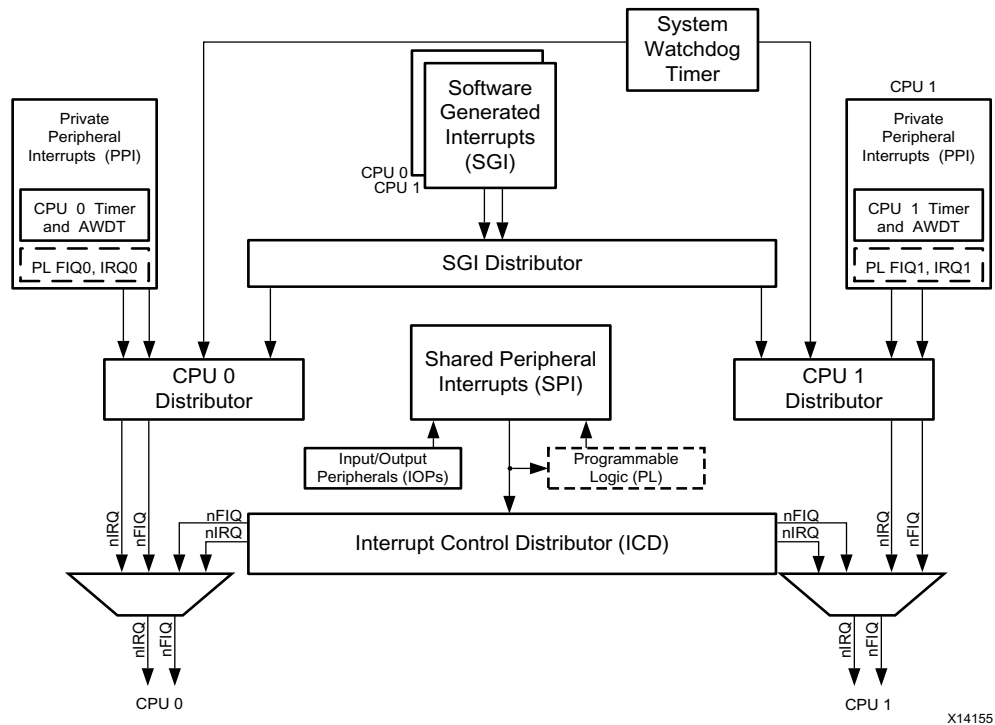 System
Watchdog
Timer
Software
Generated
Interrupts
(SGI)
CPU 0
CPU 1
Private
Peripheral
Interrupts (PPI)
CPU 0 Timer
and AWDT
PL FIQ0, IRQ0
CPU 1
Private
Peripheral
Interrupts (PPI)
CPU 1 Timer
and AWDT
PL FIQ1, IRQ1
SGI Distributor
CPU 0
Distributor
Shared Peripheral
Interrupts (SPI)
CPU 1
Distributor
Input/Output
Peripherals (IOPs)
Programmable
Logic (PL)
nIRQ
nFIQ
nFIQ
nIRQ
Interrupt Control Distributor (ICD)
nFIQ
nIRQ
nIRQ
nFIQ
nIRQ
nFIQ
nIRQ
nFIQ
CPU 0
CPU 1
X14155